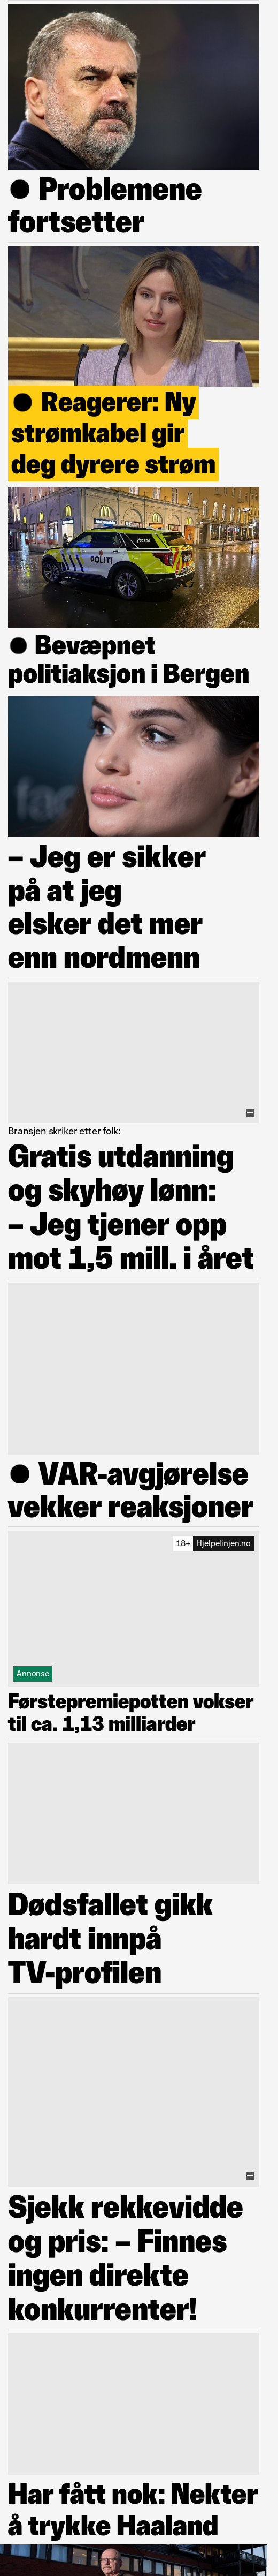 ● Problemene
fortsetter
● Reagerer: Ny
strømkabel gir
deg dyrere strøm
POLITI
● Bevæpnet
politiaksjon i Bergen
– Jeg er sikker
på at jeg
elsker det mer
enn nordmenn
Bransjen skriker etter folk:
Gratis utdanning
og skyhøy lønn:
– Jeg tjener opp
mot 1,5 mill. i året
● VAR-avgjørelse
vekker reaksjoner
18+ Hjelpelinjen.no
Annonse
Førstepremiepotten vokser
til ca. 1,13 milliarder
Dødsfallet gikk
hardt innpå
TV-profilen
Sjekk rekkevidde
og pris: – Finnes
ingen direkte
konkurrenter!
Har fått nok: Nekter
å trykke Haaland